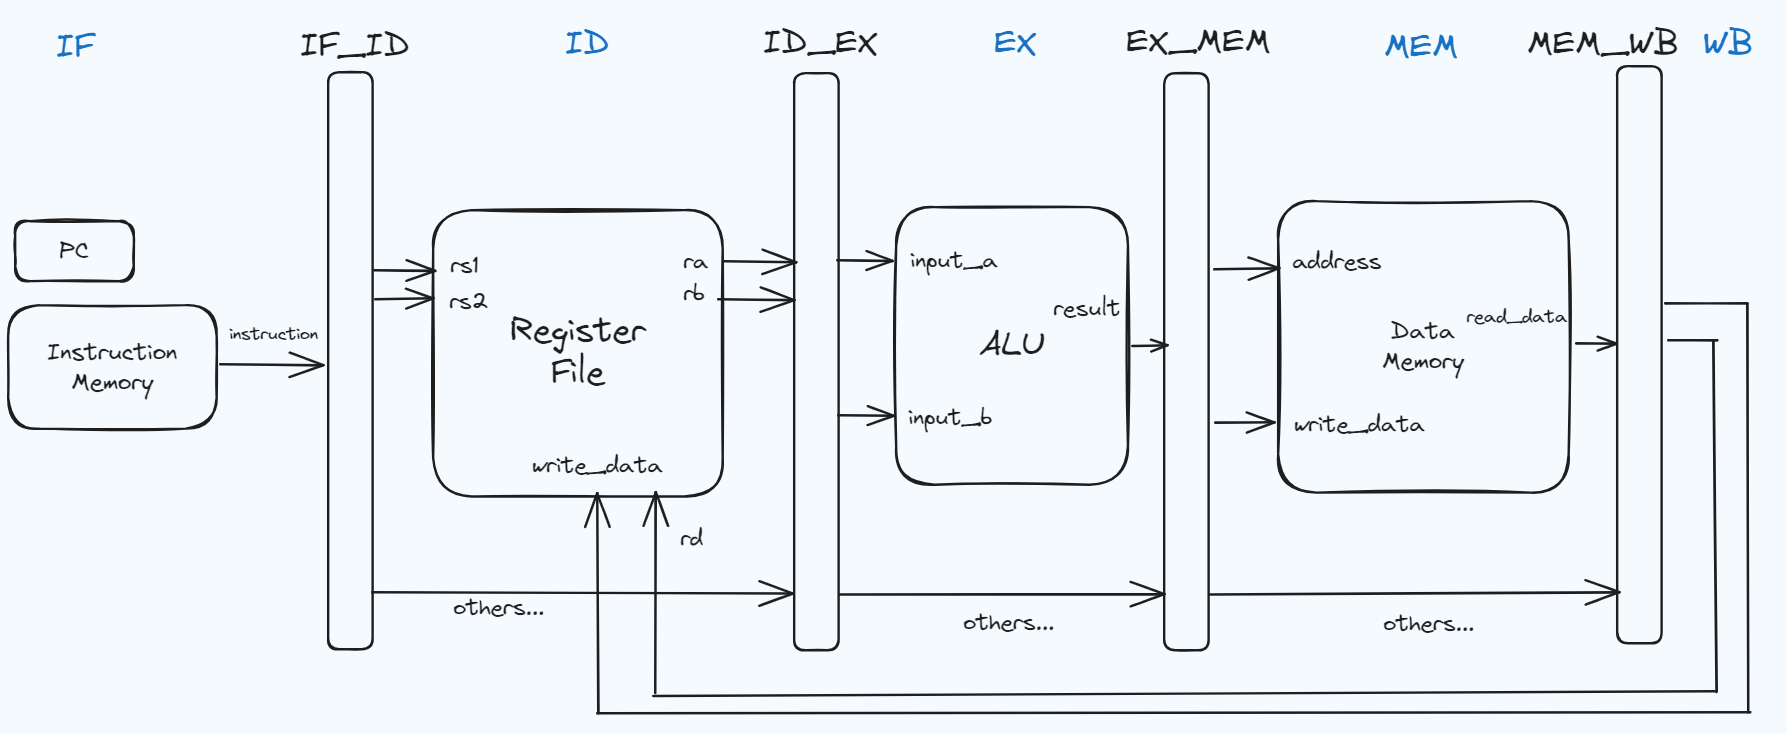 IF
IF_ID
ID
ID_EX
EX
EX_MEM
MEM
MEM_WB
WB
PC
Instruction
Memory
instruction
rs1
rs2
Register
File
ra
rb
write_data
rd
others...
input_a
input_b
ALU
result
others...
address
write_data
Data
Memory
read_data
others...